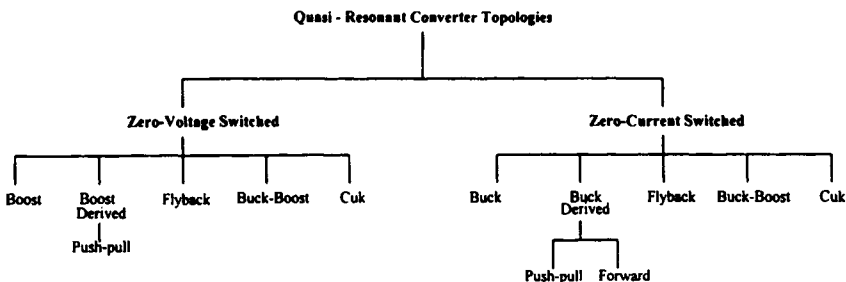 Quasi - Resonant Converter Topologies
Zero-Voltage Switched
Zero-Current Switched
Boost
Boost Derived
Flyback
Buck-Boost
Cuk
Buck
Buck Derived
Flyback
Buck-Boost
Cuk
Push-pull
Push-pull
Forward